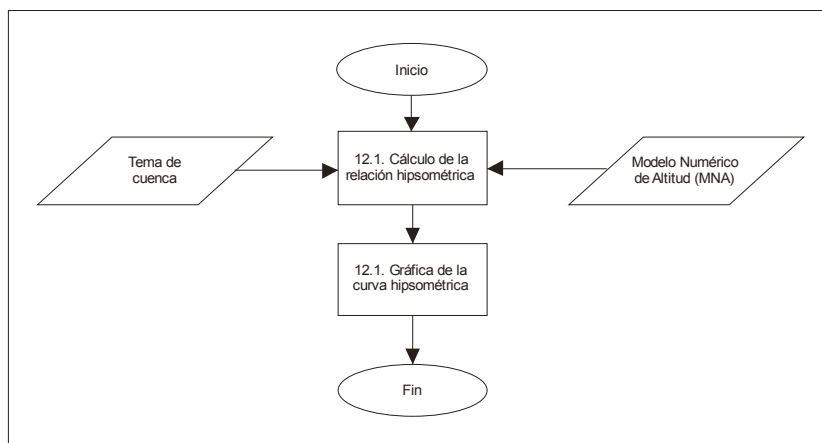 Inicio
Tema de
cuenca
12.1. Cálculo de la
relación hipsométrica
Modelo Numérico
de Altitud (MNA)
12.1. Gráfica de la
curva hipsométrica
Fin